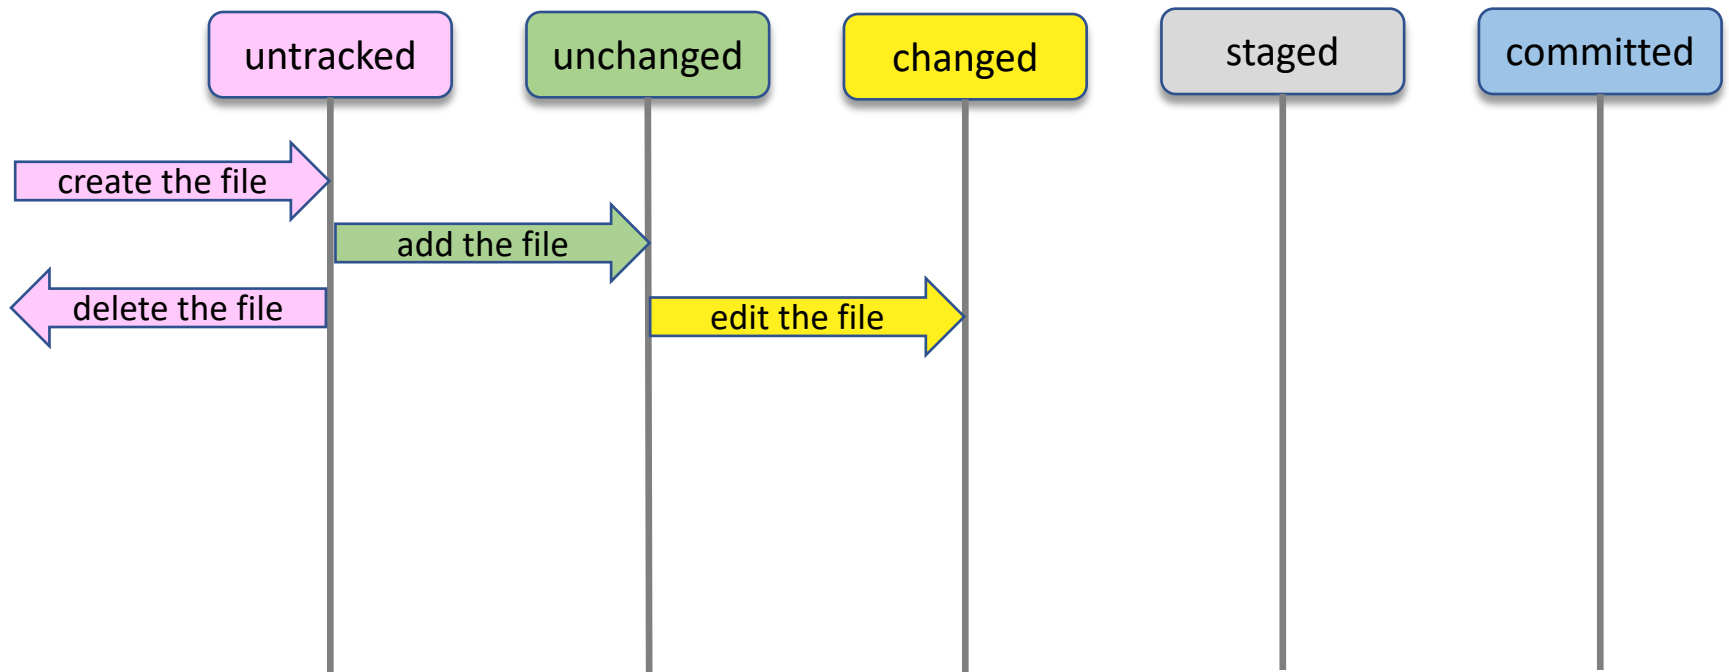 untracked
unchanged
changed
staged
committed
create the file
add the file
delete the file
edit the file